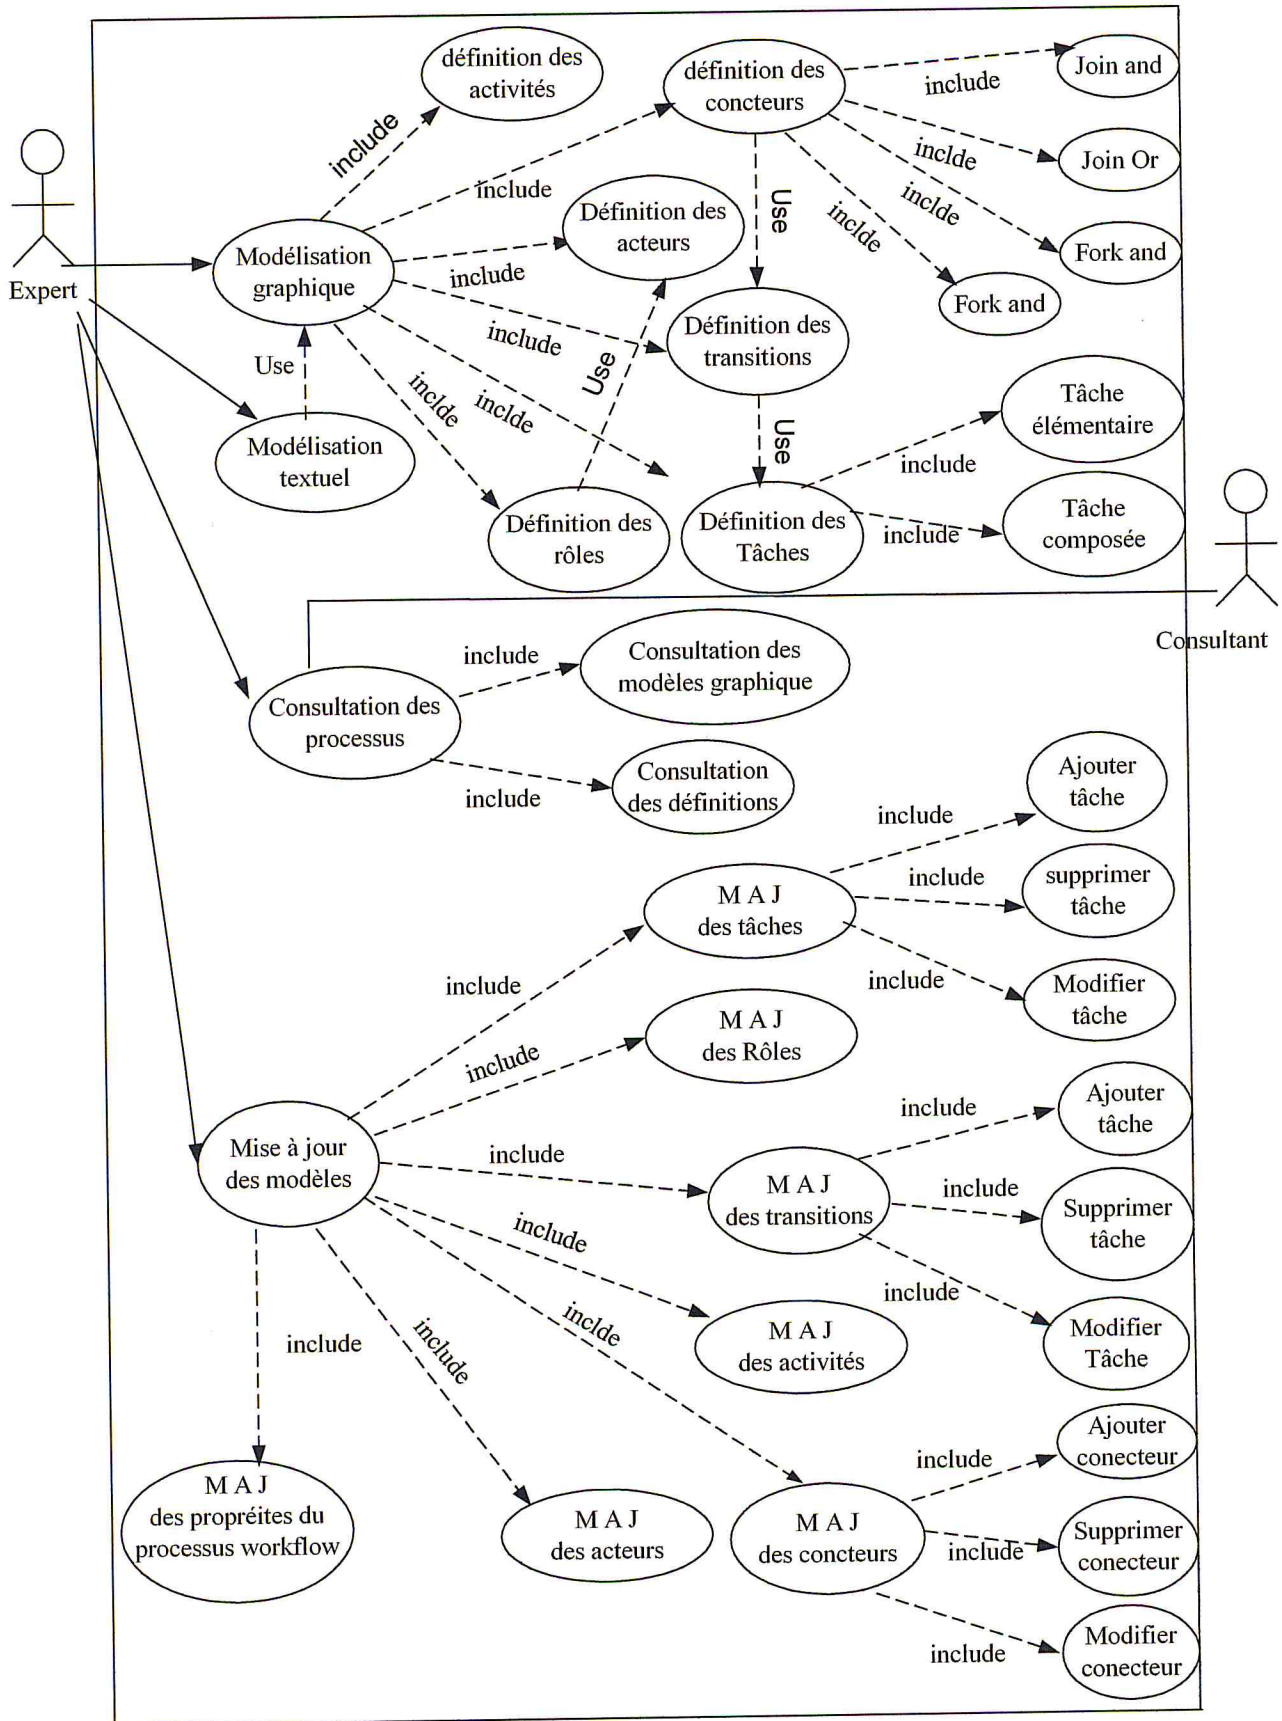 définition des
activités
définition des
concteurs
include
Join and
include
inclde
Join Or
include
Use
inclde
inclde
Fork and
Fork and
Définition des
acteurs
Expert
Modélisation
graphique
include
include
Définition des
transitions
Use
Use
inclde
inclde
Use
Tâche
élémentaire
include
Modélisation
textuel
Définition des
rôles
Définition des
Tâches
include
Tâche
composée
Consultant
include
Consultation des
modèles graphique
Consultation des
processus
include
Consultation
des définitions
Ajouter
tâche
include
M A J
des tâches
include
supprimer
tâche
include
include
Modifier
tâche
include
M A J
des Rôles
Mise à jour
des modèles
include
include
Ajouter
tâche
M A J
des transitions
include
Supprimer
tâche
include
include
Modifier
Tâche
include
include
inclde
M A J
des activités
Ajouter
conecteur
include
M A J
des propréites du
processus workflow
M A J
des acteurs
M A J
des concteurs
include
Supprimer
conecteur
include
Modifier
conecteur